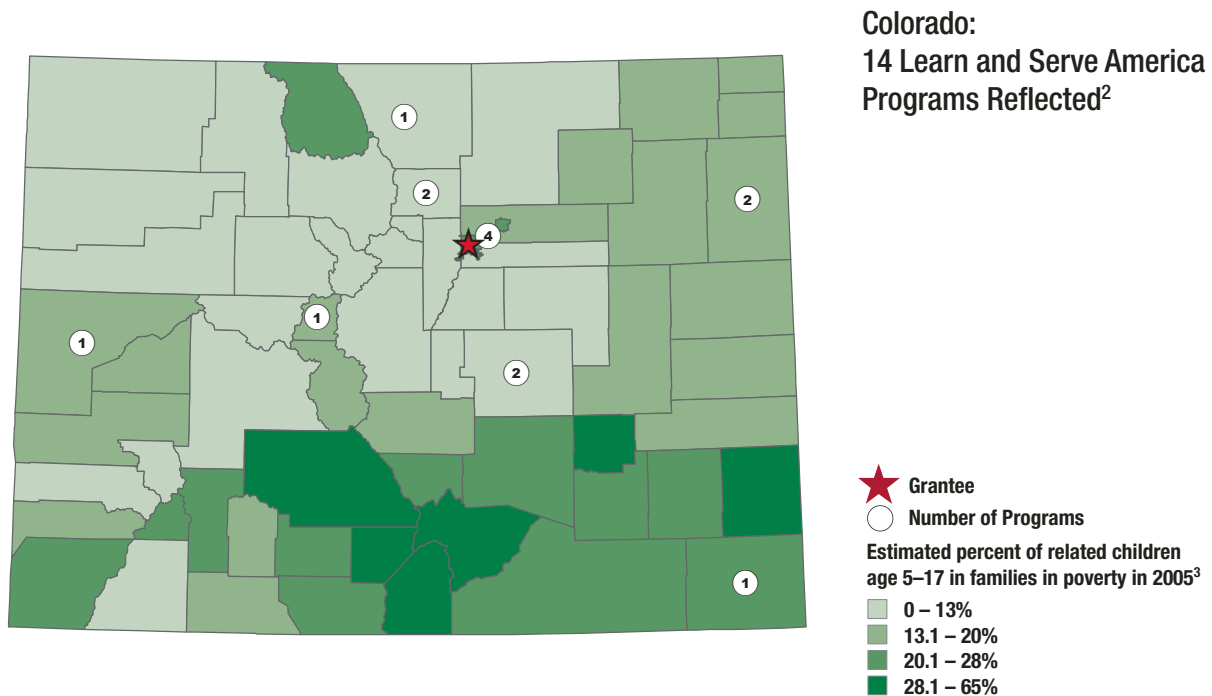 Colorado:
14 Learn and Serve America
Programs Reflected²
1
2
2
4
1
1
2
1
Grantee
Number of Programs
Estimated percent of related children
age 5–17 in families in poverty in 2005³
0 – 13%
13.1 – 20%
20.1 – 28%
28.1 – 65%